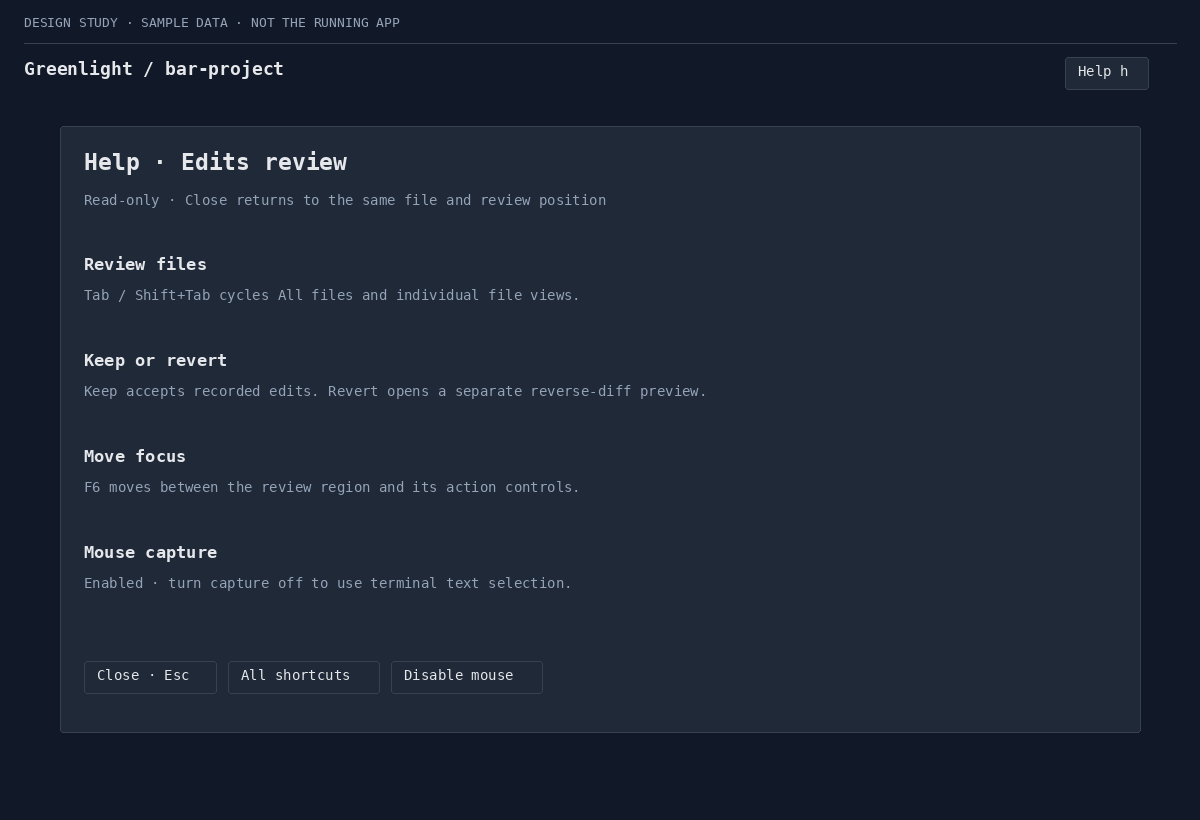 DESIGN STUDY · SAMPLE DATA · NOT THE RUNNING APP
Greenlight / bar-project
Help h
Help · Edits review
Read-only · Close returns to the same file and review position
Review files
Tab / Shift+Tab cycles All files and individual file views.
Keep or revert
Keep accepts recorded edits. Revert opens a separate reverse-diff preview.
Move focus
F6 moves between the review region and its action controls.
Mouse capture
Enabled · turn capture off to use terminal text selection.
Close · Esc
All shortcuts
Disable mouse